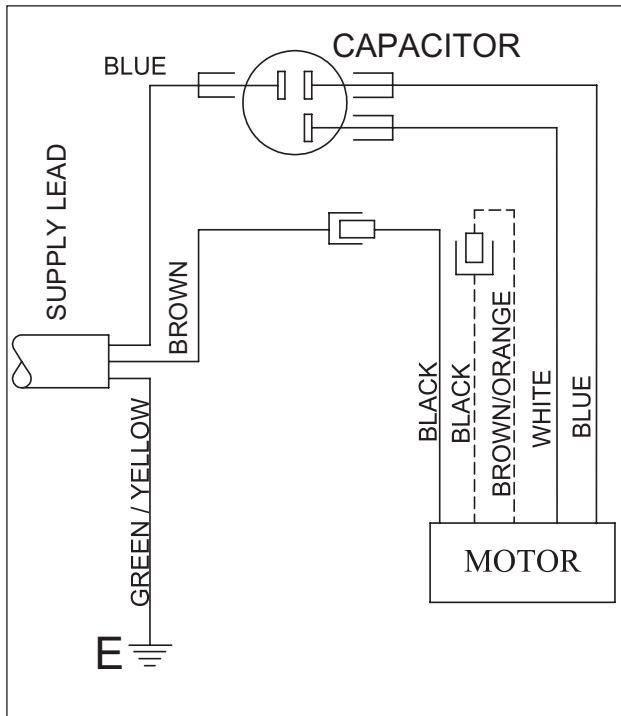 CAPACITOR
BLUE
SUPPLY LEAD
BROWN
GREEN / YELLOW
BLACK
BLACK
BROWN/ORANGE
WHITE
BLUE
MOTOR
E